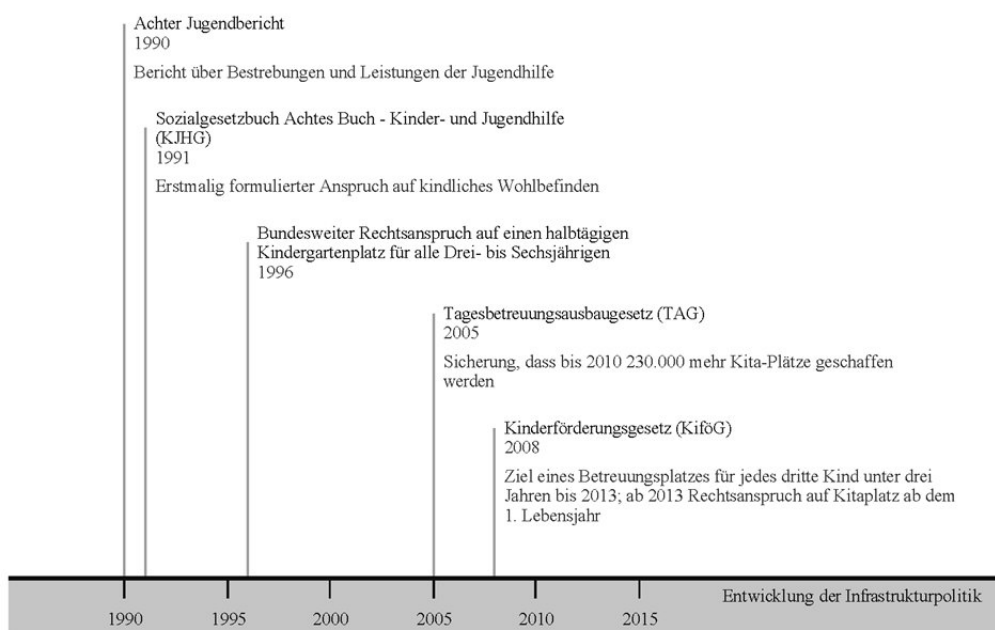 Achter Jugendbericht
1990
Bericht über Bestrebungen und Leistungen der Jugendhilfe
Sozialgesetzbuch Achtes Buch - Kinder- und Jugendhilfe
(KJHG)
1991
Erstmalig formulierter Anspruch auf kindliches Wohlbefinden
Bundesweiter Rechtsanspruch auf einen halbtägigen
Kindergartenplatz für alle Drei- bis Sechsjährigen
1996
Tagesbetreuungsausbaugesetz (TAG)
2005
Sicherung, dass bis 2010 230.000 mehr Kita-Plätze geschaffen
werden
Kinderförderungsgesetz (KiföG)
2008
Ziel eines Betreuungsplatzes für jedes dritte Kind unter drei
Jahren bis 2013; ab 2013 Rechtsanspruch auf Kitaplatz ab dem
1. Lebensjahr
Entwicklung der Infrastrukturpolitik
1990 1995 2000 2005 2010 2015